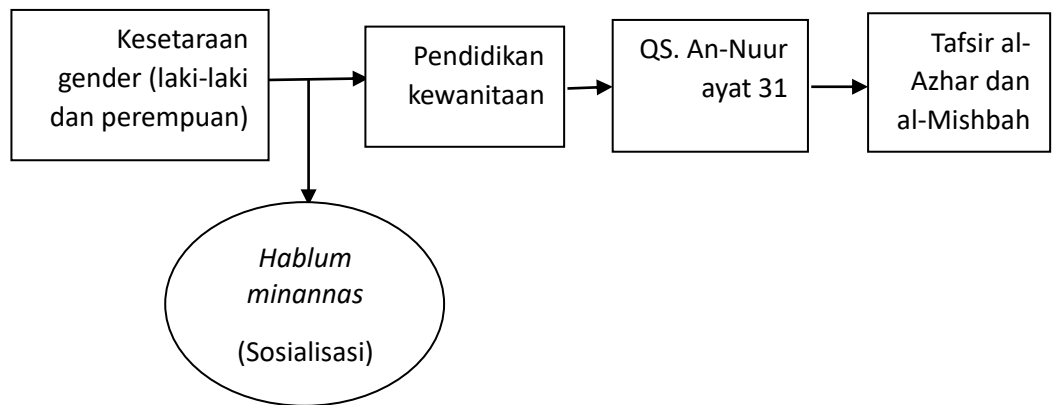 Kesetaraan
gender (laki-laki
dan perempuan)
Pendidikan
kewanitaan
QS. An-Nuur
ayat 31
Tafsir al-
Azhar dan
al-Mishbah
Hablum
minannas
(Sosialisasi)